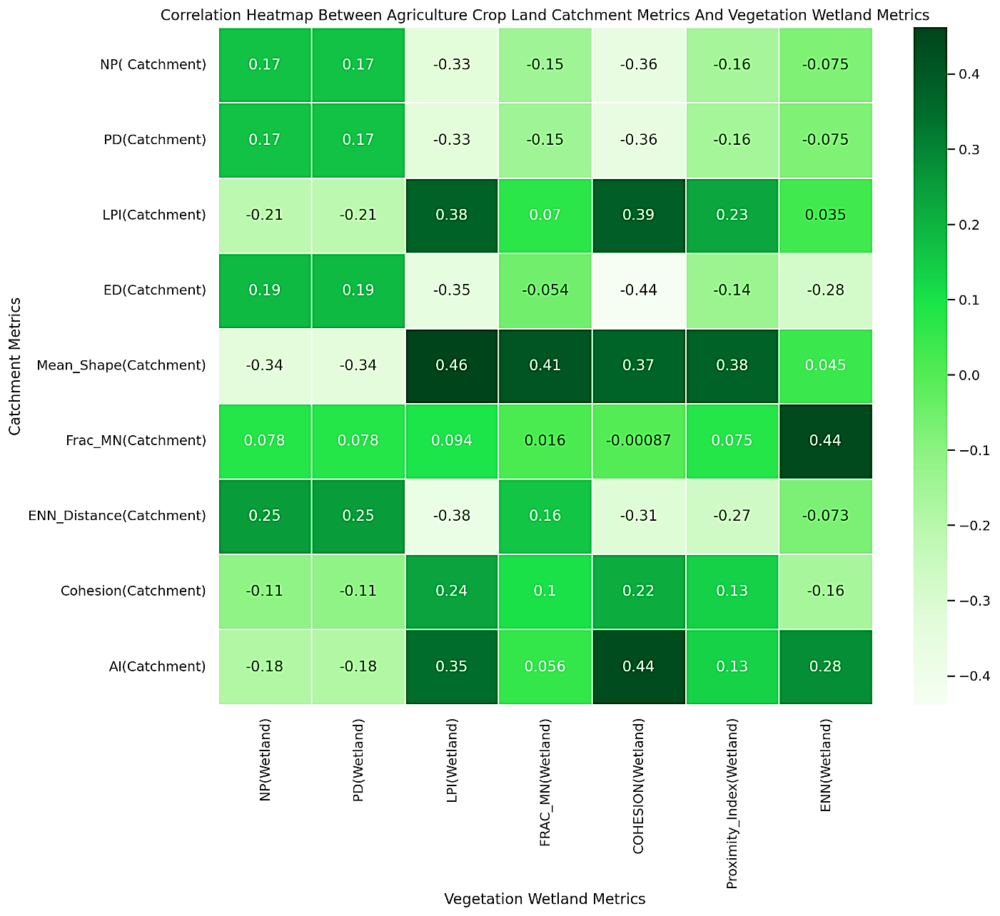 Correlation Heatmap Between Agriculture Crop Land Catchment Metrics And Vegetation Wetland Metrics
NP( Catchment) 0.17 0.17 -0.33 -0.15 -0.36 -0.16 -0.075
PD(Catchment) 0.17 0.17 -0.33 -0.15 -0.36 -0.16 -0.075
LPI(Catchment) -0.21 -0.21 0.38 0.07 0.39 0.23 0.035
ED(Catchment) 0.19 0.19 -0.35 -0.054 -0.44 -0.14 -0.28
Mean_Shape(Catchment) -0.34 -0.34 0.46 0.41 0.37 0.38 0.045
Frac_MN(Catchment) 0.078 0.078 0.094 0.016 -0.00087 0.075 0.44
ENN_Distance(Catchment) 0.25 0.25 -0.38 0.16 -0.31 -0.27 -0.073
Cohesion(Catchment) -0.11 -0.11 0.24 0.1 0.22 0.13 -0.16
AI(Catchment) -0.18 -0.18 0.35 0.056 0.44 0.13 0.28
Catchment Metrics
NP(Wetland)
PD(Wetland)
LPI(Wetland)
FRAC_MN(Wetland)
COHESION(Wetland)
Proximity_Index(Wetland)
ENN(Wetland)
Vegetation Wetland Metrics
0.4
0.3
0.2
0.1
0.0
−0.1
−0.2
−0.3
−0.4